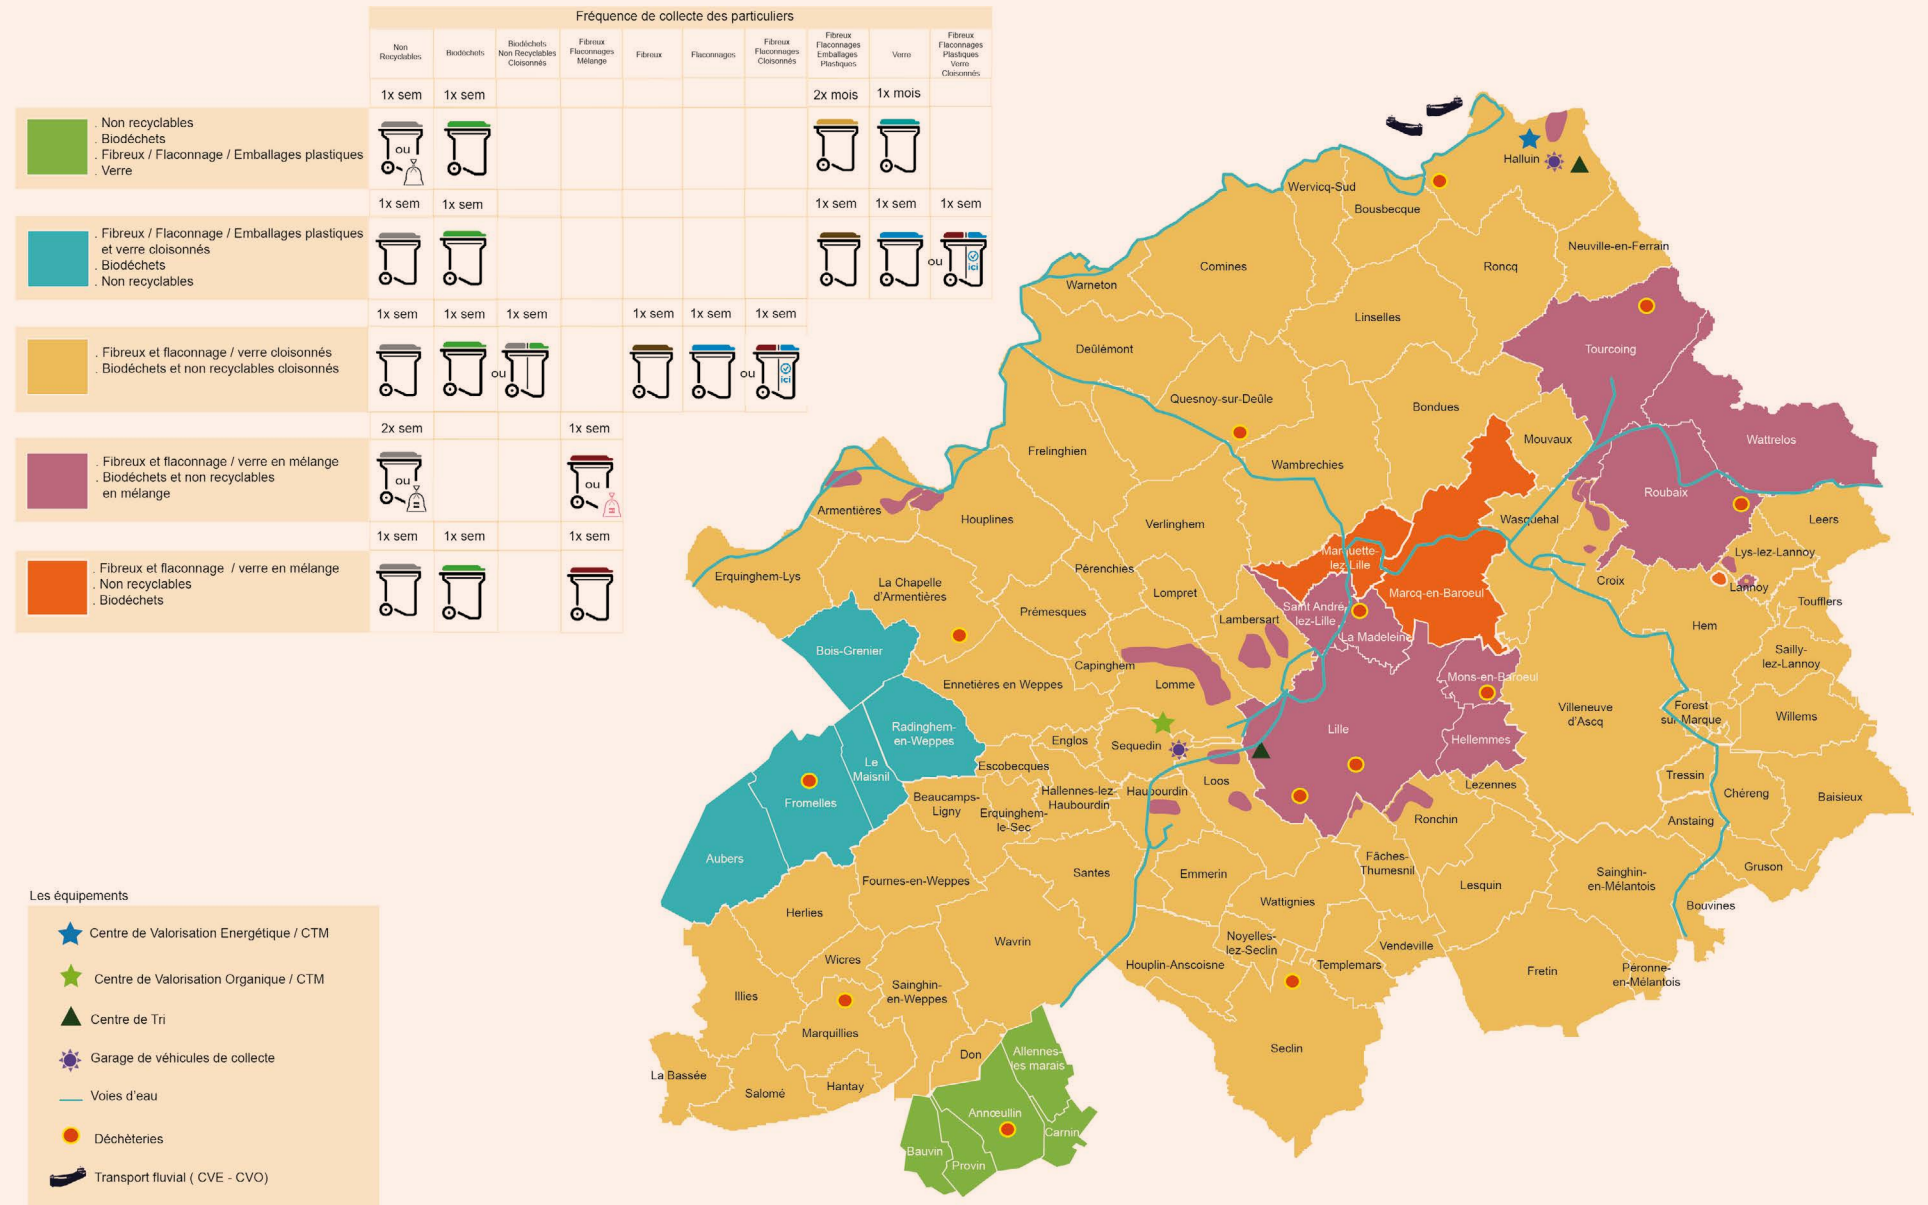 Fréquence de collecte des particuliers
Non
Recyclables
Biodéchets
Biodéchets
Non Recyclables
Cloisonnés
Fibreux
Flaconnages
Mélange
Fibreux
Flaconnages
Fibreux
Flaconnages
Cloisonnés
Fibreux
Flaconnages
Emballages
Plastiques
Verre
Fibreux
Flaconnages
Plastiques
Verre
Cloisonnés
1x sem
1x sem
2x mois
1x mois
. Non recyclables
. Biodéchets
. Fibreux / Flaconnage / Emballages plastiques
. Verre
ou
1x sem
1x sem
1x sem
1x sem
1x sem
. Fibreux / Flaconnage / Emballages plastiques
et verre cloisonnés
. Biodéchets
. Non recyclables
ou
ici
1x sem
1x sem
1x sem
1x sem
1x sem
1x sem
. Fibreux et flaconnage / verre cloisonnés
. Biodéchets et non recyclables cloisonnés
ou
ou
ici
2x sem
1x sem
. Fibreux et flaconnage / verre en mélange
. Biodéchets et non recyclables
en mélange
ou
ou
1x sem
1x sem
1x sem
. Fibreux et flaconnage / verre en mélange
. Non recyclables
. Biodéchets
Halluin
Wervicq-Sud
Bousbecque
Neuville-en-Ferrain
Comines
Roncq
Warneton
Linselles
Deûlémont
Tourcoing
Quesnoy-sur-Deûle
Bondues
Mouvaux
Wattrelos
Frelinghien
Wambrechies
Roubaix
Armentières
Houplines
Verlinghem
Wasquehal
Leers
Marquette-
lez-Lille
Lys-lez-Lannoy
Erquinghem-Lys
La Chapelle
d'Armentières
Pérenchies
Croix
Lannoy
Lompret
Marcq-en-Baroeul
Toufflers
Prémesques
Lambersart
Saint André
lez-Lille
La Madeleine
Hem
Bois-Grenier
Sailly-
lez-Lannoy
Capinghem
Ennetières en Weppes
Lomme
Mons-en-Baroeul
Villeneuve
d'Ascq
Forest
sur Marque
Willems
Radinghem-
en-Weppes
Lille
Hellemmes
Englos
Sequedin
Le
Maisnil
Escobecques
Tressin
Fromelles
Beaucamps-
Ligny
Erquinghem-
le-Sec
Hallennes-lez-
Haubourdin
Haubourdin
Loos
Lezennes
Chéreng
Baisieux
Ronchin
Anstaing
Aubers
Fournes-en-Weppes
Santes
Emmerin
Fâches-
Thumesnil
Lesquin
Sainghin-
en-Mélantois
Gruson
Herlies
Wattignies
Bouvines
Wavrin
Noyelles-
lez-Seclin
Vendeville
Wicres
Houplin-Anscoisne
Templemars
Fretin
Péronne-
en-Mélantois
Illies
Sainghin-
en-Weppes
Marquillies
Seclin
Don
Allennes-
les marais
La Bassée
Salomé
Hantay
Annœullin
Carnin
Bauvin
Provin
Les équipements
Centre de Valorisation Energétique / CTM
Centre de Valorisation Organique / CTM
Centre de Tri
Garage de véhicules de collecte
Voies d'eau
Déchèteries
Transport fluvial ( CVE - CVO)